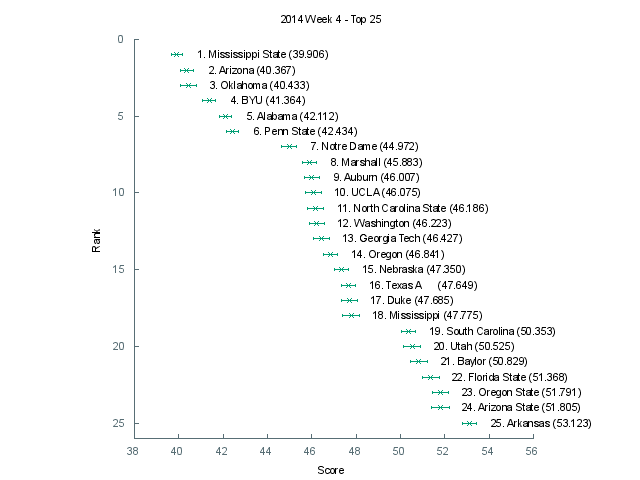 2014 Week 4 - Top 25
0
1. Mississippi State (39.906)
2. Arizona (40.367)
3. Oklahoma (40.433)
4. BYU (41.364)
5
5. Alabama (42.112)
6. Penn State (42.434)
7. Notre Dame (44.972)
8. Marshall (45.883)
9. Auburn (46.007)
10
10. UCLA (46.075)
11. North Carolina State (46.186)
12. Washington (46.223)
13. Georgia Tech (46.427)
Rank
14. Oregon (46.841)
15
15. Nebraska (47.350)
16. Texas A (47.649)
17. Duke (47.685)
18. Mississippi (47.775)
19. South Carolina (50.353)
20
20. Utah (50.525)
21. Baylor (50.829)
22. Florida State (51.368)
23. Oregon State (51.791)
24. Arizona State (51.805)
25
25. Arkansas (53.123)
38 40 42 44 46 48 50 52 54 56
Score